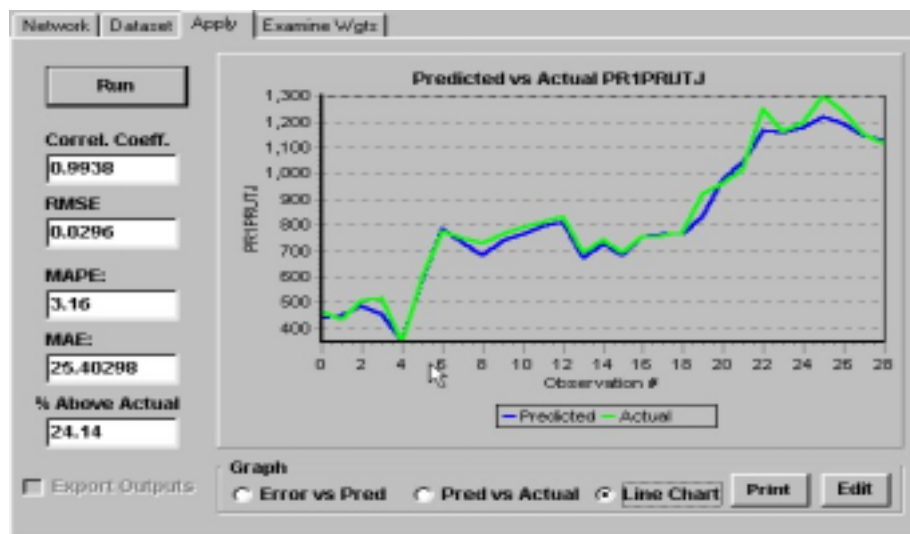 Network Dataset Apply Examine Wgts
Run
Correl. Coeff.
0.9938
RMSE
0.0296
MAPE:
3.16
MAE:
25.40298
% Above Actual
24.14
Export Outputs
Predicted vs Actual PR1PRUTJ
PR1PRUTJ
1,300
1,200
1,100
1,000
900
800
700
600
500
400
0 2 4 6 8 10 12 14 16 18 20 22 24 26 28
Observation #
Predicted Actual
Graph
Error vs Pred Pred vs Actual Line Chart Print Edit